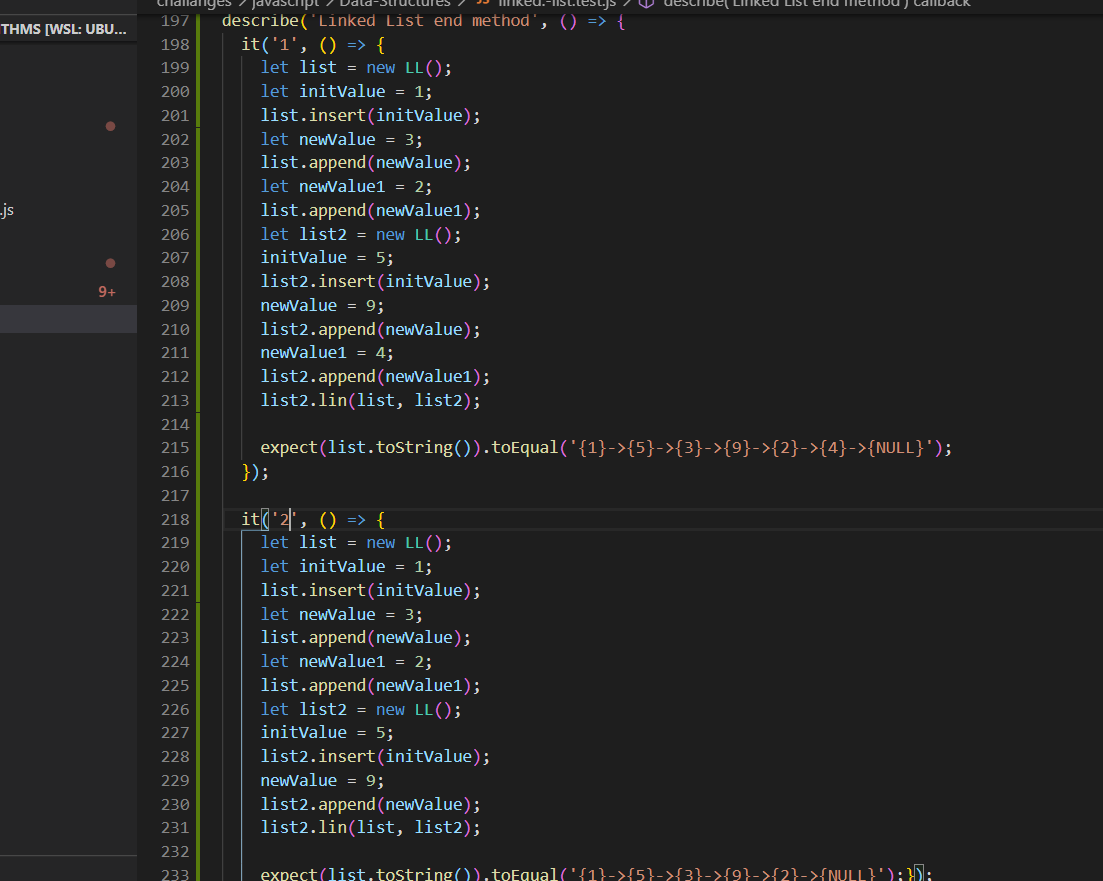 challanges > javascript > Data-Structures > linked.-list.test.js > describe('Linked List end method') callback
THMS [WSL: UBU...
.js
9+
197 describe('Linked List end method', () => {
198 it('1', () => {
199 let list = new LL();
200 let initValue = 1;
201 list.insert(initValue);
202 let newValue = 3;
203 list.append(newValue);
204 let newValue1 = 2;
205 list.append(newValue1);
206 let list2 = new LL();
207 initValue = 5;
208 list2.insert(initValue);
209 newValue = 9;
210 list2.append(newValue);
211 newValue1 = 4;
212 list2.append(newValue1);
213 list2.lin(list, list2);
214
215 expect(list.toString()).toEqual('{1}->{5}->{3}->{9}->{2}->{4}->{NULL}');
216 });
217
218 it('2', () => {
219 let list = new LL();
220 let initValue = 1;
221 list.insert(initValue);
222 let newValue = 3;
223 list.append(newValue);
224 let newValue1 = 2;
225 list.append(newValue1);
226 let list2 = new LL();
227 initValue = 5;
228 list2.insert(initValue);
229 newValue = 9;
230 list2.append(newValue);
231 list2.lin(list, list2);
232
233 expect(list.toString()).toEqual('{1}->{5}->{3}->{9}->{2}->{NULL}');});